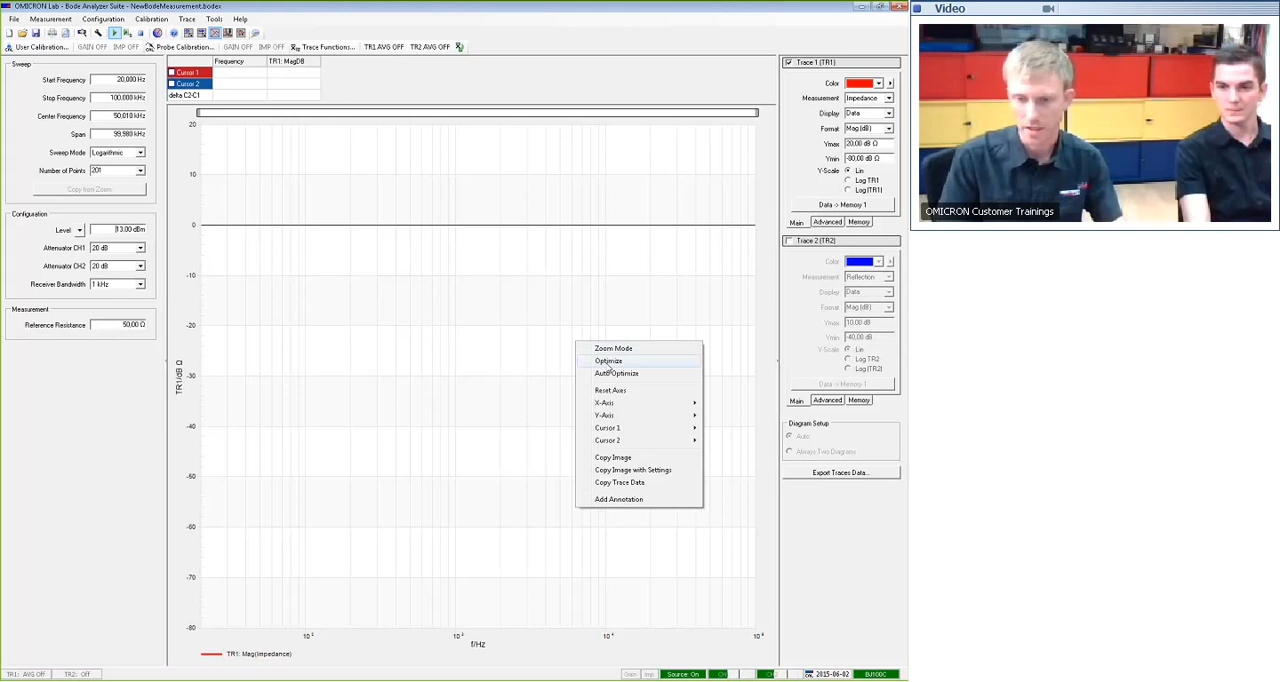 OMICRON Lab - Bode Analyzer Suite - NewBodeMeasurement.bodex
File Measurement Configuration Calibration Trace Tools Help
User Calibration... GAIN OFF IMP OFF Probe Calibration... GAIN OFF IMP OFF Trace Functions... TR1 AVG OFF TR2 AVG OFF
Sweep
Start Frequency 20,000 Hz
Stop Frequency 100.000 kHz
Center Frequency 50,010 kHz
Span 99,980 kHz
Sweep Mode Logarithmic
Number of Points 201
Copy from Zoom
Configuration
Level 13.00 dBm
Attenuator CH1 20 dB
Attenuator CH2 20 dB
Receiver Bandwidth 1 kHz
Measurement
Reference Resistance 50,00 Ω
Frequency TR1: MagDB
Cursor 1
Cursor 2
delta C2-C1
20
10
0
-10
-20
-30
-40
-50
-60
-70
-80
TR1/dB Ω
f/Hz
TR1: Mag(Impedance)
Zoom Mode
Optimize
Auto Optimize
Reset Axes
X-Axis
Y-Axis
Cursor 1
Cursor 2
Copy Image
Copy Image with Settings
Copy Trace Data
Add Annotation
Trace 1 (TR1)
Color
Measurement Impedance
Display Data
Format Mag (dB)
Ymax 20,00 dB Ω
Ymin -80,00 dB Ω
Y-Scale Lin
Log TR1
Log |TR1|
Data -> Memory 1
Main Advanced Memory
Trace 2 (TR2)
Color
Measurement Reflection
Display Data
Format Mag (dB)
Ymax 10,00 dB
Ymin -40,00 dB
Y-Scale Lin
Log TR2
Log |TR2|
Data -> Memory 1
Main Advanced Memory
Diagram Setup
Auto
Always Two Diagrams
Export Traces Data...
TR1: AVG OFF TR2: Off
Gain Imp Source: On 2015-06-02 BJ100C
Video
OMICRON Customer Trainings